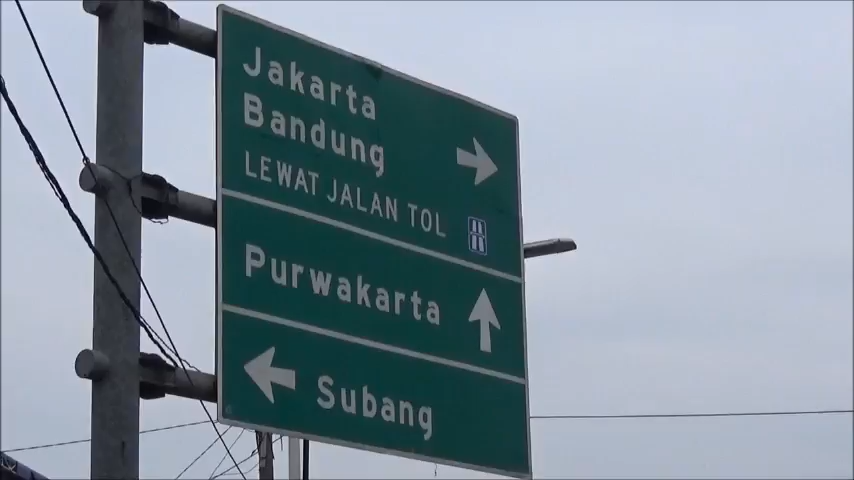 Jakarta
Bandung
LEWAT JALAN TOL
Purwakarta
Subang